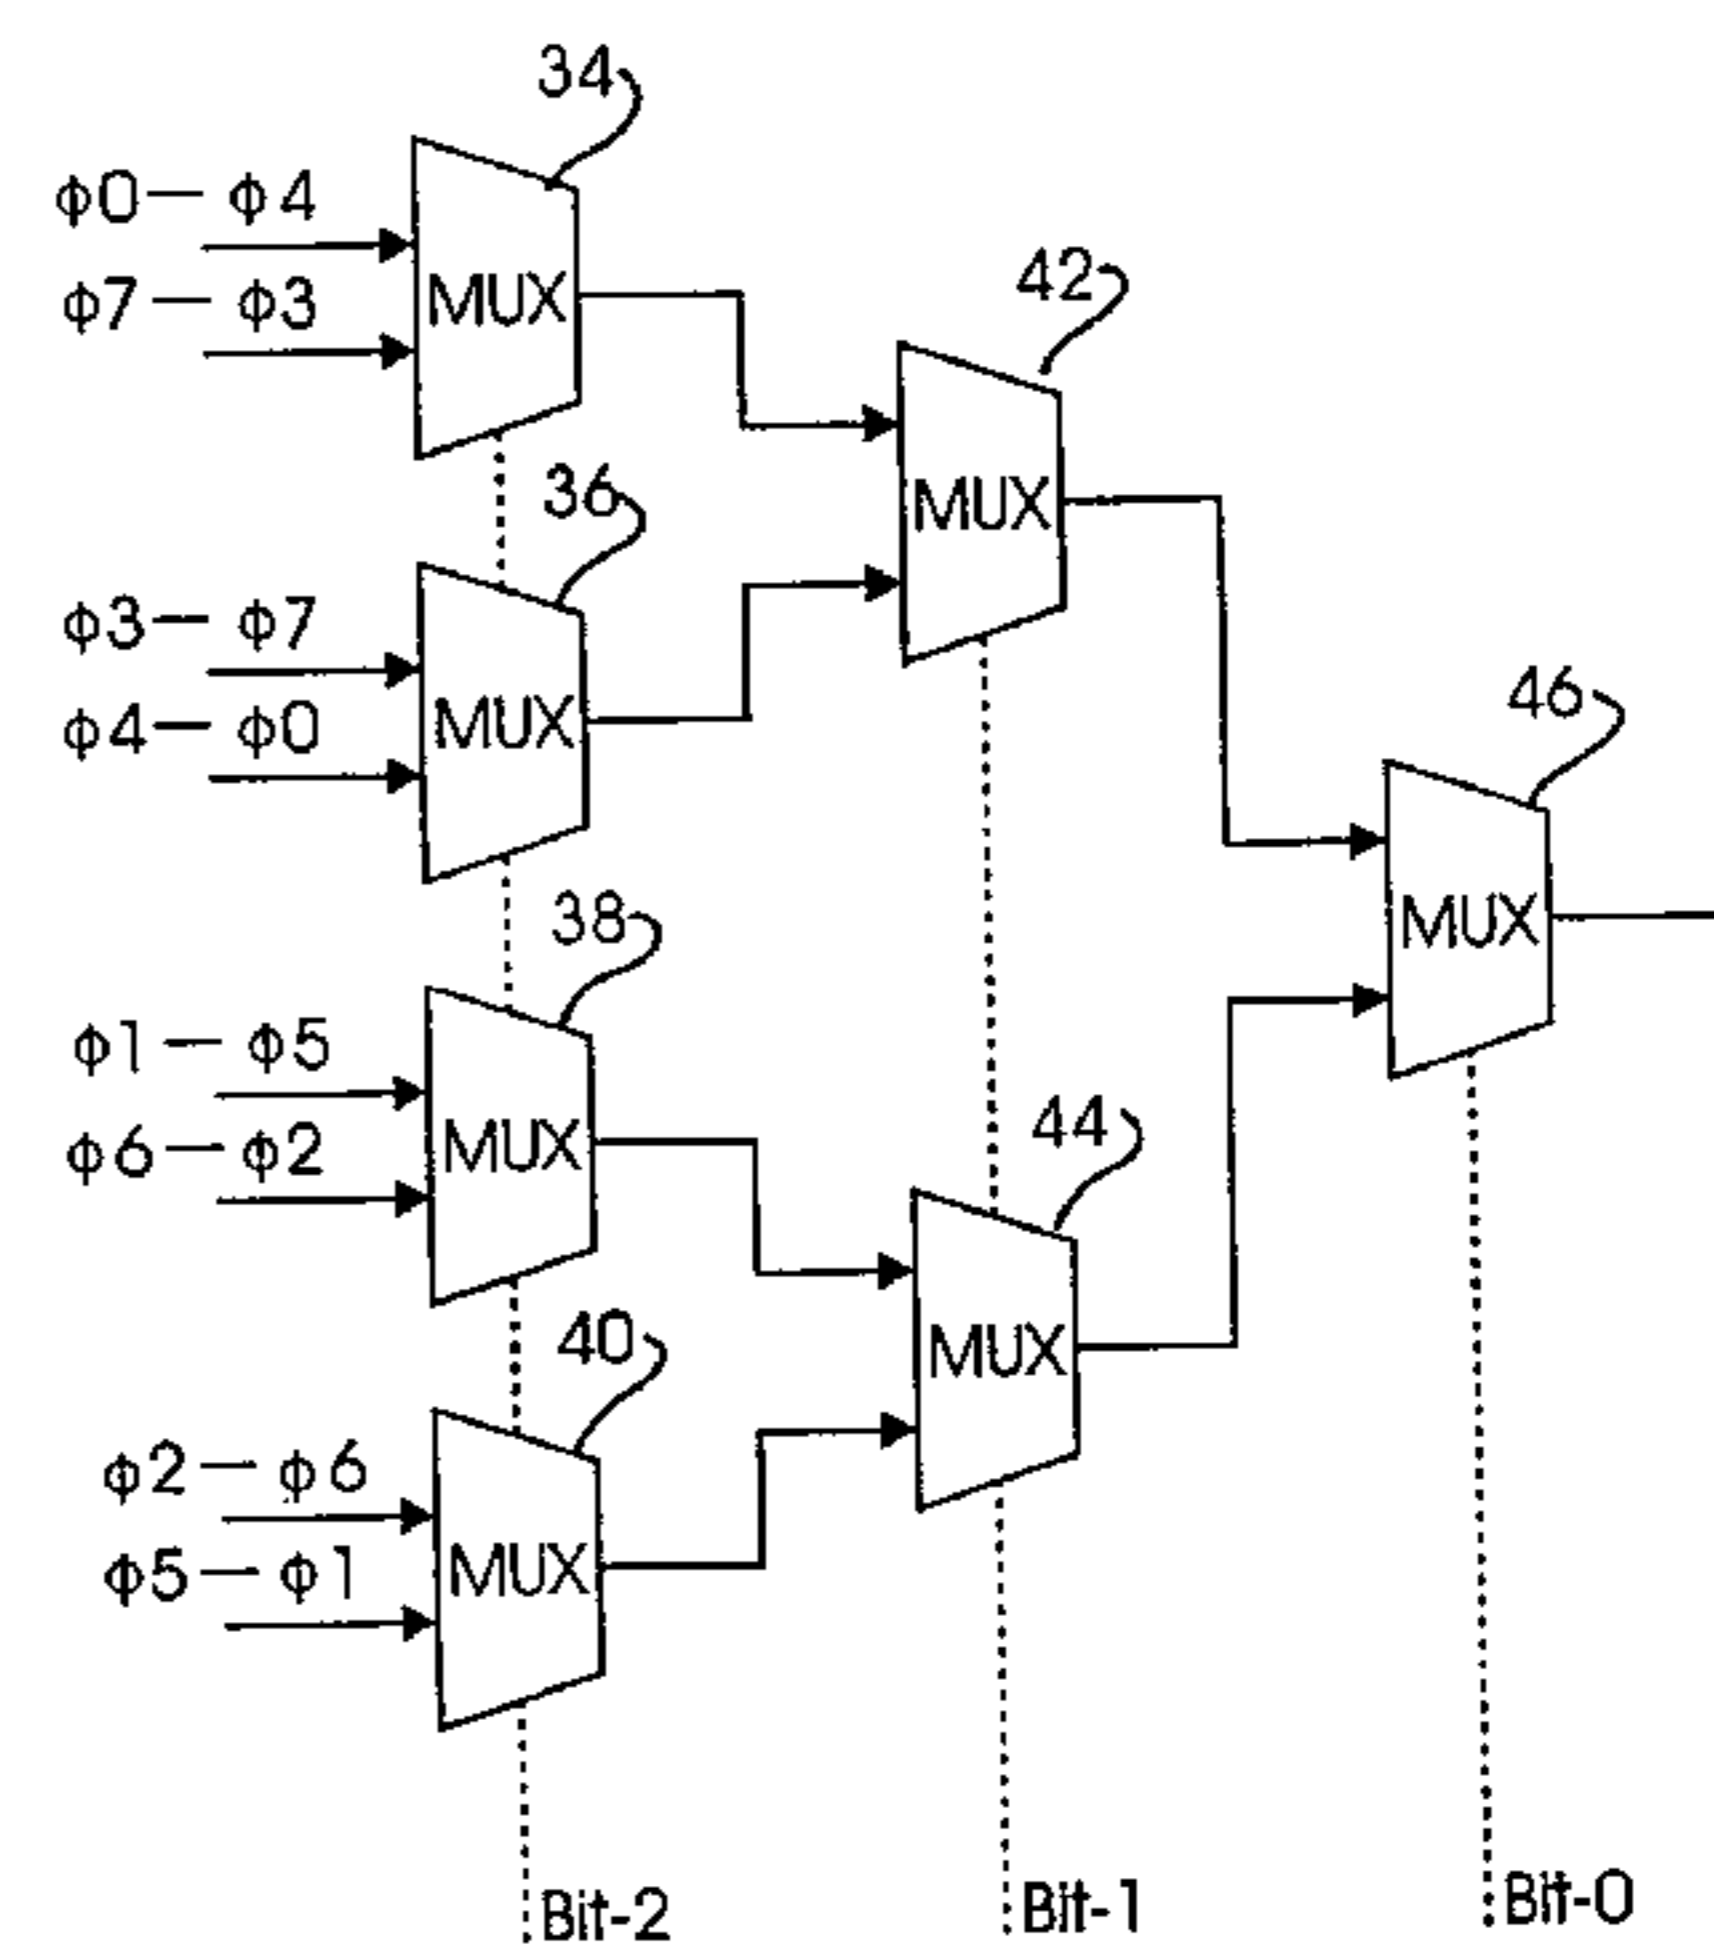 34
ϕ0— ϕ4
ϕ7— ϕ3
MUX
42
36
MUX
ϕ3— ϕ7
ϕ4— ϕ0
MUX
46
38
MUX
ϕ1— ϕ5
ϕ6— ϕ2
MUX
44
40
MUX
ϕ2— ϕ6
ϕ5— ϕ1
MUX
Bit-2
Bit-1
Bit-0